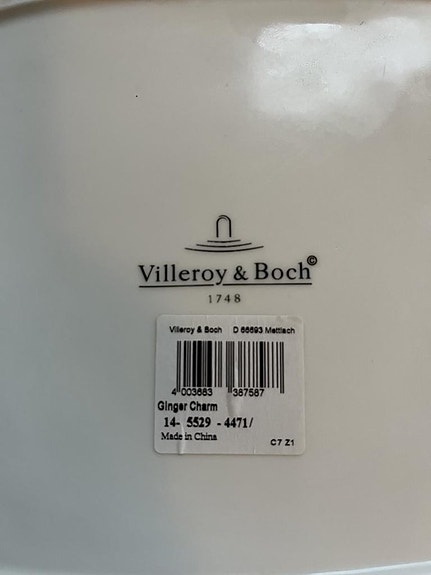 Villeroy & Boch©
1748
Villeroy & Boch D 66693 Mettlach
4 003683 387587
Ginger Charm
14- 5529 - 4471/
Made in China
C7 Z1